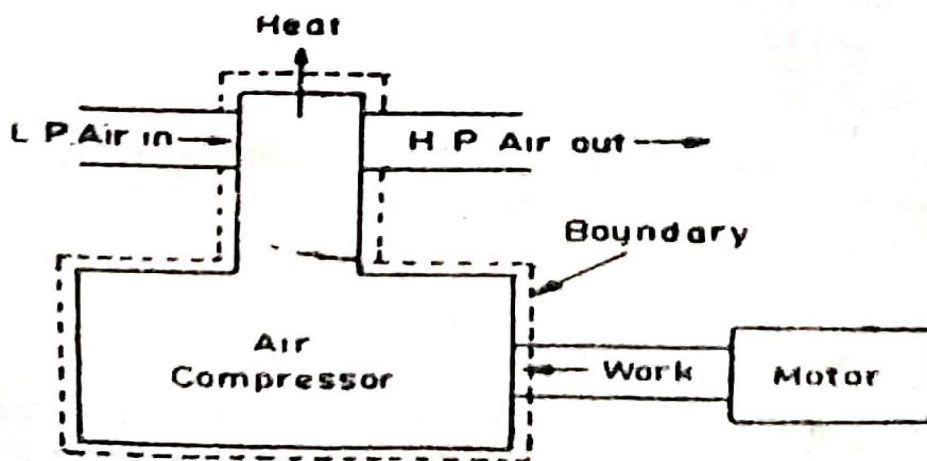 Heat
L P. Air in
H P Air out
Boundary
Air
Compressor
Work
Motor